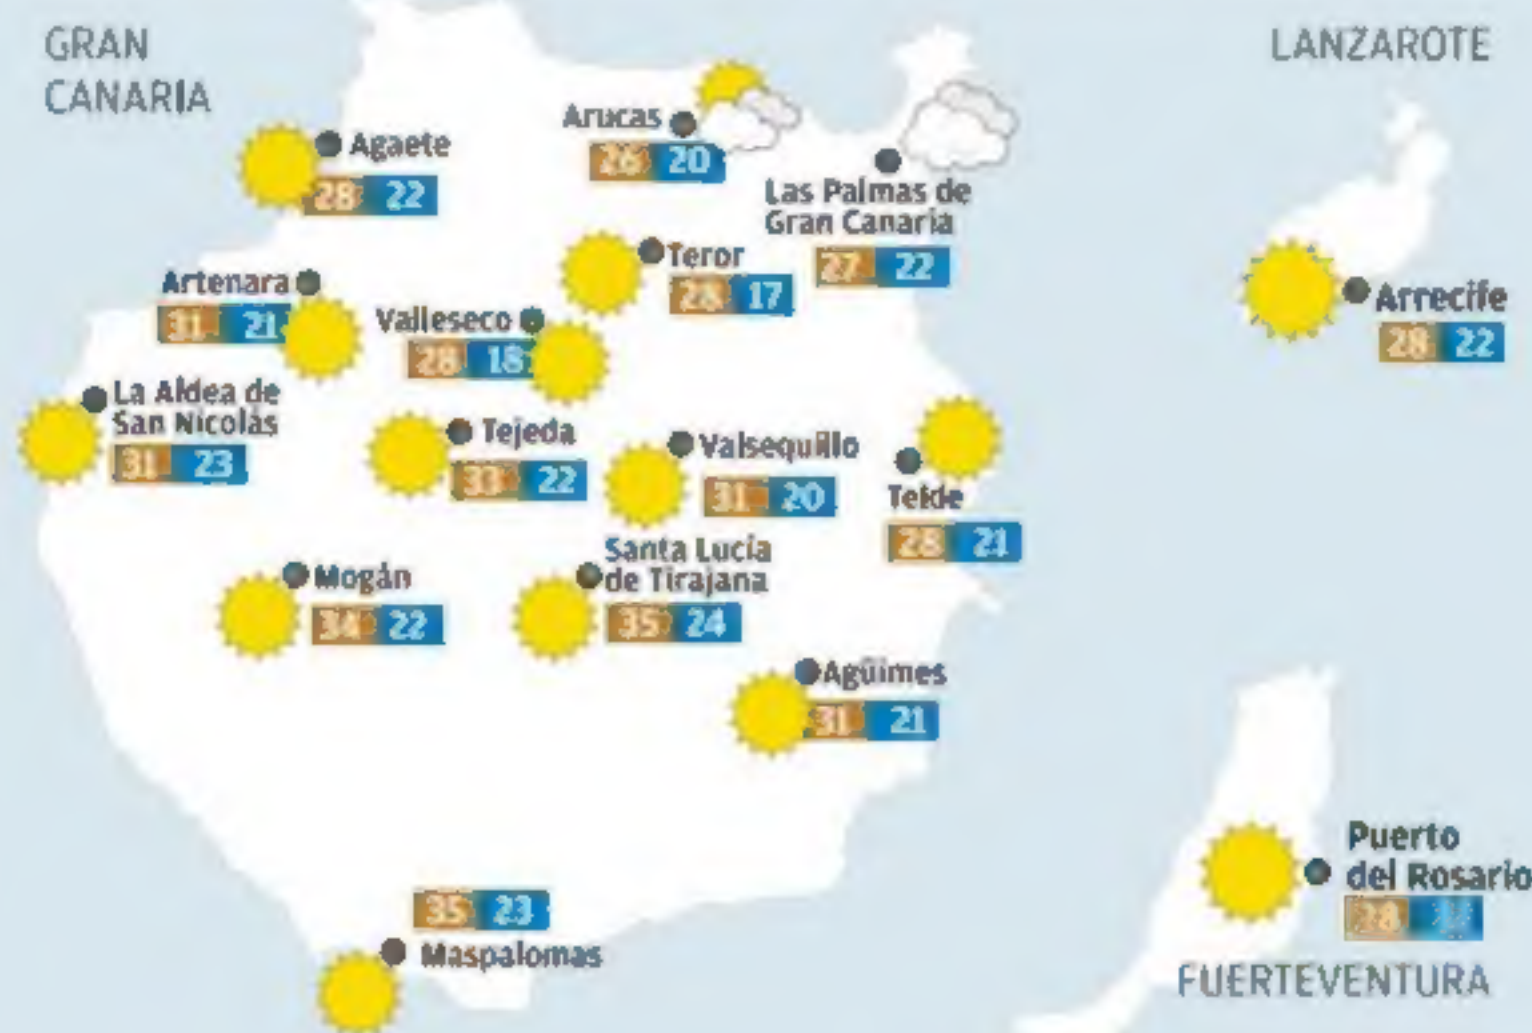 GRAN
CANARIA
LANZAROTE
Agaete
28 22
Arucas
26 20
Las Palmas de
Gran Canaria
27 22
Teror
28 17
Artenara
31 21
Valleseco
28 18
Arrecife
28 22
La Aldea de
San Nicolás
31 23
Tejeda
33 22
Valsequillo
31 20
Telde
28 21
Mogán
34 22
Santa Lucía
de Tirajana
35 24
Agüimes
31 21
35 23
Maspalomas
Puerto
del Rosario
28
FUERTEVENTURA